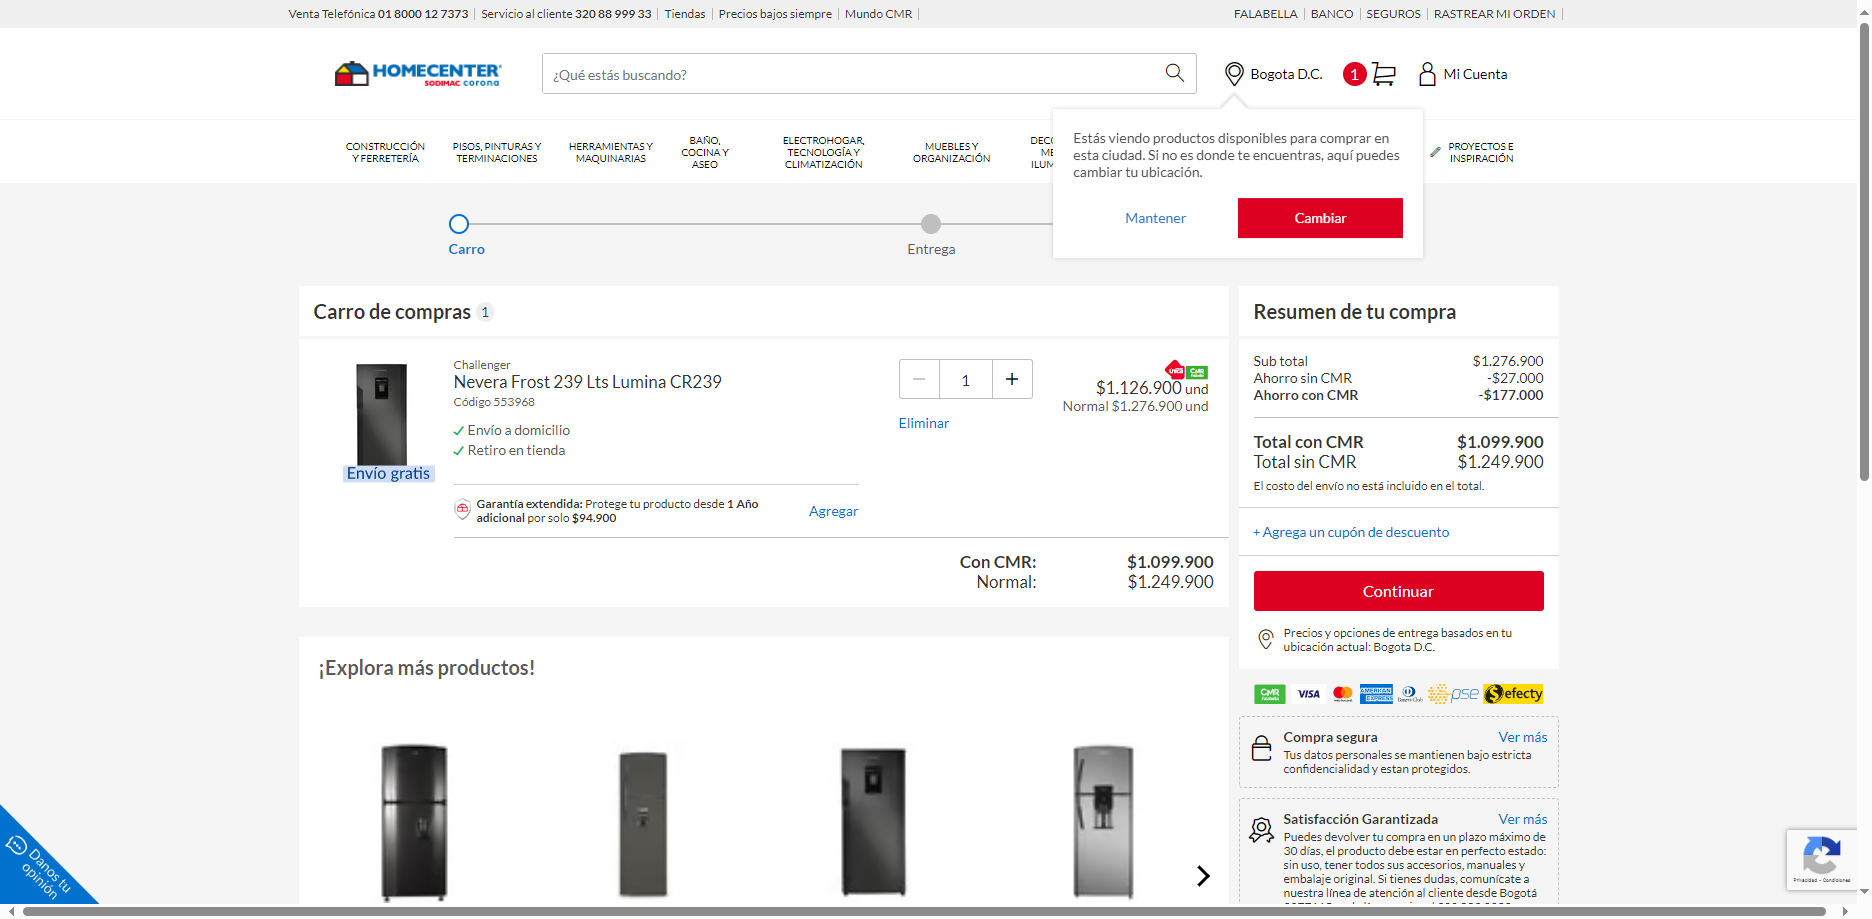 Venta Telefónica 01 8000 12 7373 Servicio al cliente 320 88 999 33 Tiendas Precios bajos siempre Mundo CMR FALABELLA BANCO SEGUROS RASTREAR MI ORDEN
HOMECENTER
SODIMAC corona
¿Qué estás buscando?
Bogota D.C.
1
Mi Cuenta
CONSTRUCCIÓN
Y FERRETERÍA
PISOS, PINTURAS Y
TERMINACIONES
HERRAMIENTAS Y
MAQUINARIAS
BAÑO,
COCINA Y
ASEO
ELECTROHOGAR,
TECNOLOGÍA Y
CLIMATIZACIÓN
MUEBLES Y
ORGANIZACIÓN
DECO
ME
ILUM
PROYECTOS E
INSPIRACIÓN
Estás viendo productos disponibles para comprar en
esta ciudad. Si no es donde te encuentras, aquí puedes
cambiar tu ubicación.
Mantener
Cambiar
Carro
Entrega
Carro de compras 1
Challenger
Nevera Frost 239 Lts Lumina CR239
Código 553968
Envío a domicilio
Retiro en tienda
Envío gratis
1
Eliminar
CMR
$1.126.900 und
Normal $1.276.900 und
Garantía extendida: Protege tu producto desde 1 Año
adicional por solo $94.900
Agregar
Con CMR: $1.099.900
Normal: $1.249.900
Resumen de tu compra
Sub total $1.276.900
Ahorro sin CMR -$27.000
Ahorro con CMR -$177.000
Total con CMR $1.099.900
Total sin CMR $1.249.900
El costo del envío no está incluido en el total.
+ Agrega un cupón de descuento
Continuar
Precios y opciones de entrega basados en tu
ubicación actual: Bogota D.C.
CMR VISA AMERICAN EXPRESS Diners Club pse efecty
Compra segura Ver más
Tus datos personales se mantienen bajo estricta
confidencialidad y estan protegidos.
Satisfacción Garantizada Ver más
Puedes devolver tu compra en un plazo máximo de
30 días, el producto debe estar en perfecto estado:
sin uso, tener todos sus accesorios, manuales y
embalaje original. Si tienes dudas, comunícate a
nuestra línea de atención al cliente desde Bogotá
¡Explora más productos!
Danos tu
opinión
Privacidad - Condiciones